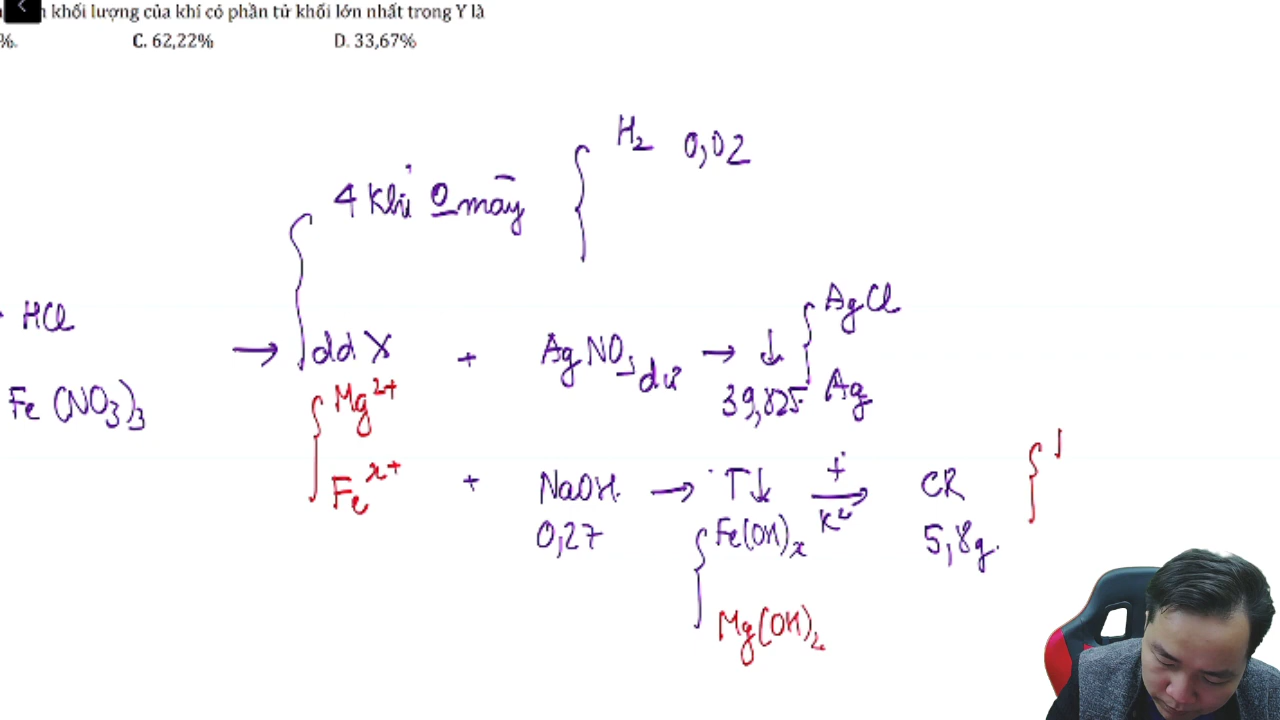 khối lượng của khí có phần tử khối lớn nhất trong Y là
%. C. 62,22% D. 33,67%
H₂ 0,02
4 khí 0 màu
HCl
AgCl
→ dd X + AgNO₃ dư → ↓
39,825 Ag
Fe(NO₃)₃
Mg²⁺
Feˣ⁺ + NaOH → T↓ → CR
0,27 Fe(OH)ₓ 5,8g.
Mg(OH)₂